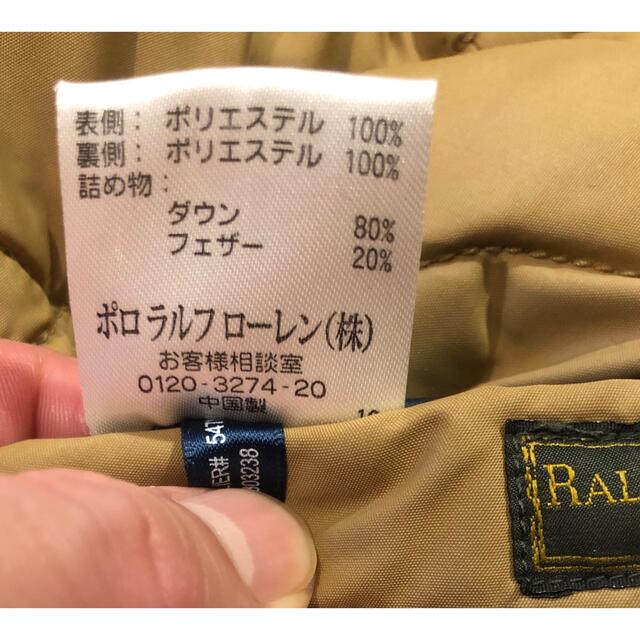 表側： ポリエステル 100%
裏側： ポリエステル 100%
詰め物：
ダウン 80%
フェザー 20%
ポロ ラルフ ローレン(株)
お客様相談室
0120-3274-20
中国製
303238
RAL